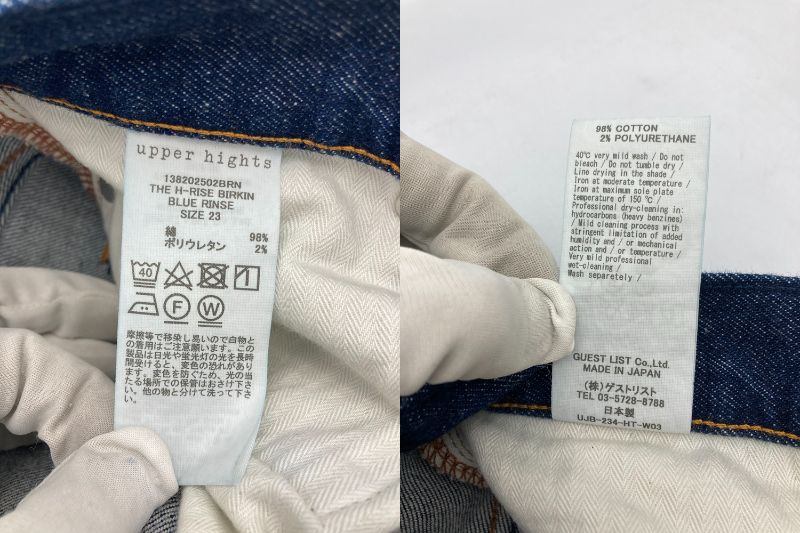 upper hights
138202502BRN
THE H-RISE BIRKIN
BLUE RINSE
SIZE 23
綿 98%
ポリウレタン 2%
40
F W
摩擦等で移染し易いので白物と
の着用はご注意願います。この
製品は日光や蛍光灯の光を長時
間受けると、変色の恐れがあり
ます。変色を防ぐため、光の当
たる場所での保管はおさけ下さ
い。他の物と分けて洗って下さ
い。
98% COTTON
2% POLYURETHANE
40℃ very mild wash / Do not
bleach / Do not tumble dry /
Line drying in the shade /
Iron at moderate temperature /
Iron at maximum sole plate
temperature of 150 ℃ /
Professional dry-cleaning in:
hydrocarbons (heavy benzines)
/ Mild cleaning process with
stringent limitation of added
humidity and / or mechanical
action and / or temperature /
Very mild professional
wet-cleaning /
Wash separetely /
GUEST LIST Co.,Ltd.
MADE IN JAPAN
(株)ゲストリスト
TEL 03-5728-8788
日本製
UJB-234-HT-W03